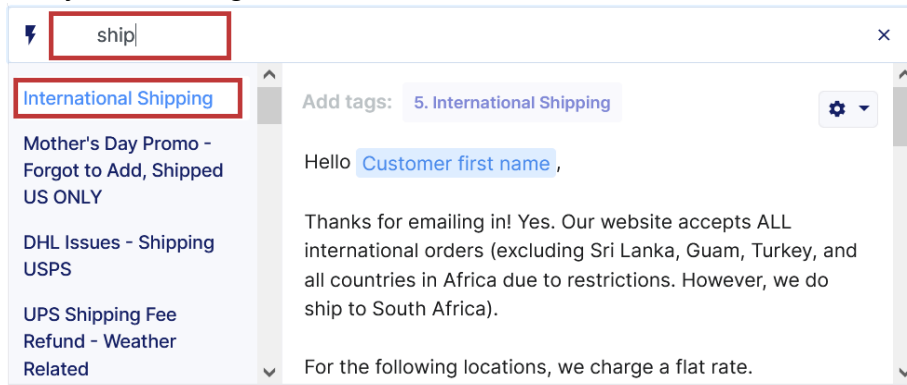 ship
International Shipping
Mother's Day Promo -
Forgot to Add, Shipped
US ONLY
DHL Issues - Shipping
USPS
UPS Shipping Fee
Refund - Weather
Related
Add tags: 5. International Shipping
Hello Customer first name ,
Thanks for emailing in! Yes. Our website accepts ALL
international orders (excluding Sri Lanka, Guam, Turkey, and
all countries in Africa due to restrictions. However, we do
ship to South Africa).
For the following locations, we charge a flat rate.